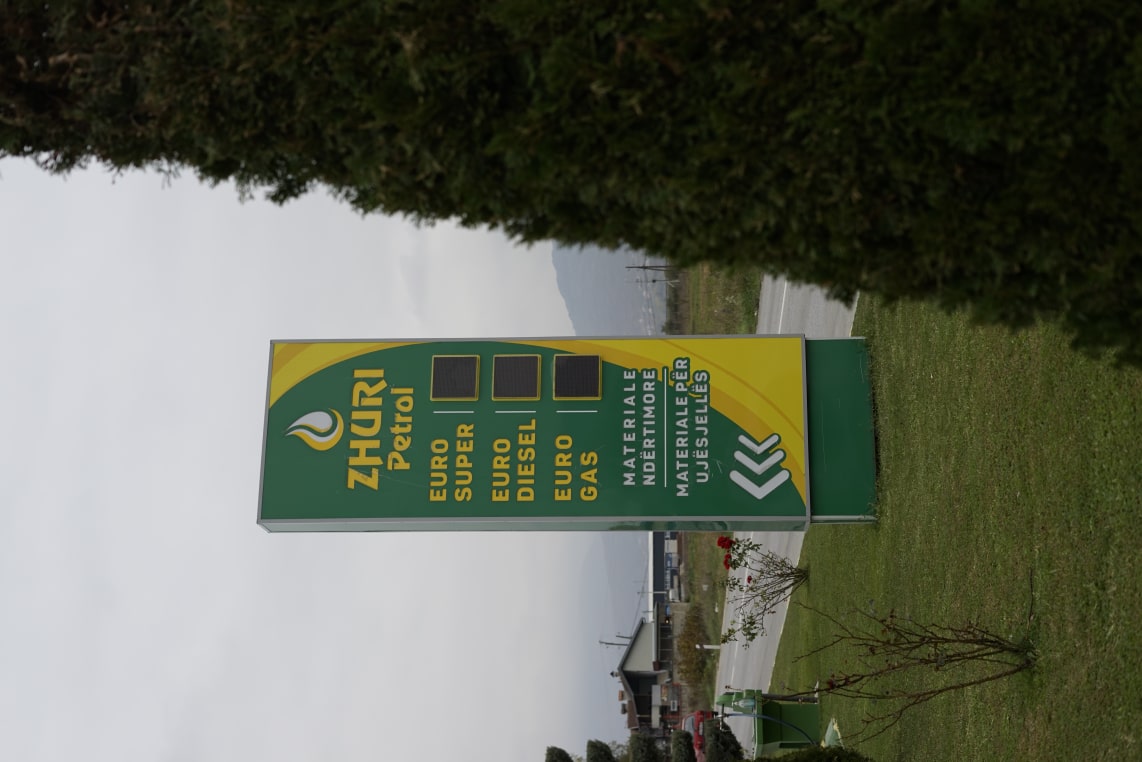 ZHURI
Petrol
EURO
SUPER
EURO
DIESEL
EURO
GAS
MATERIALE
NDËRTIMORE
MATERIALE PËR
UJËSJELLËS